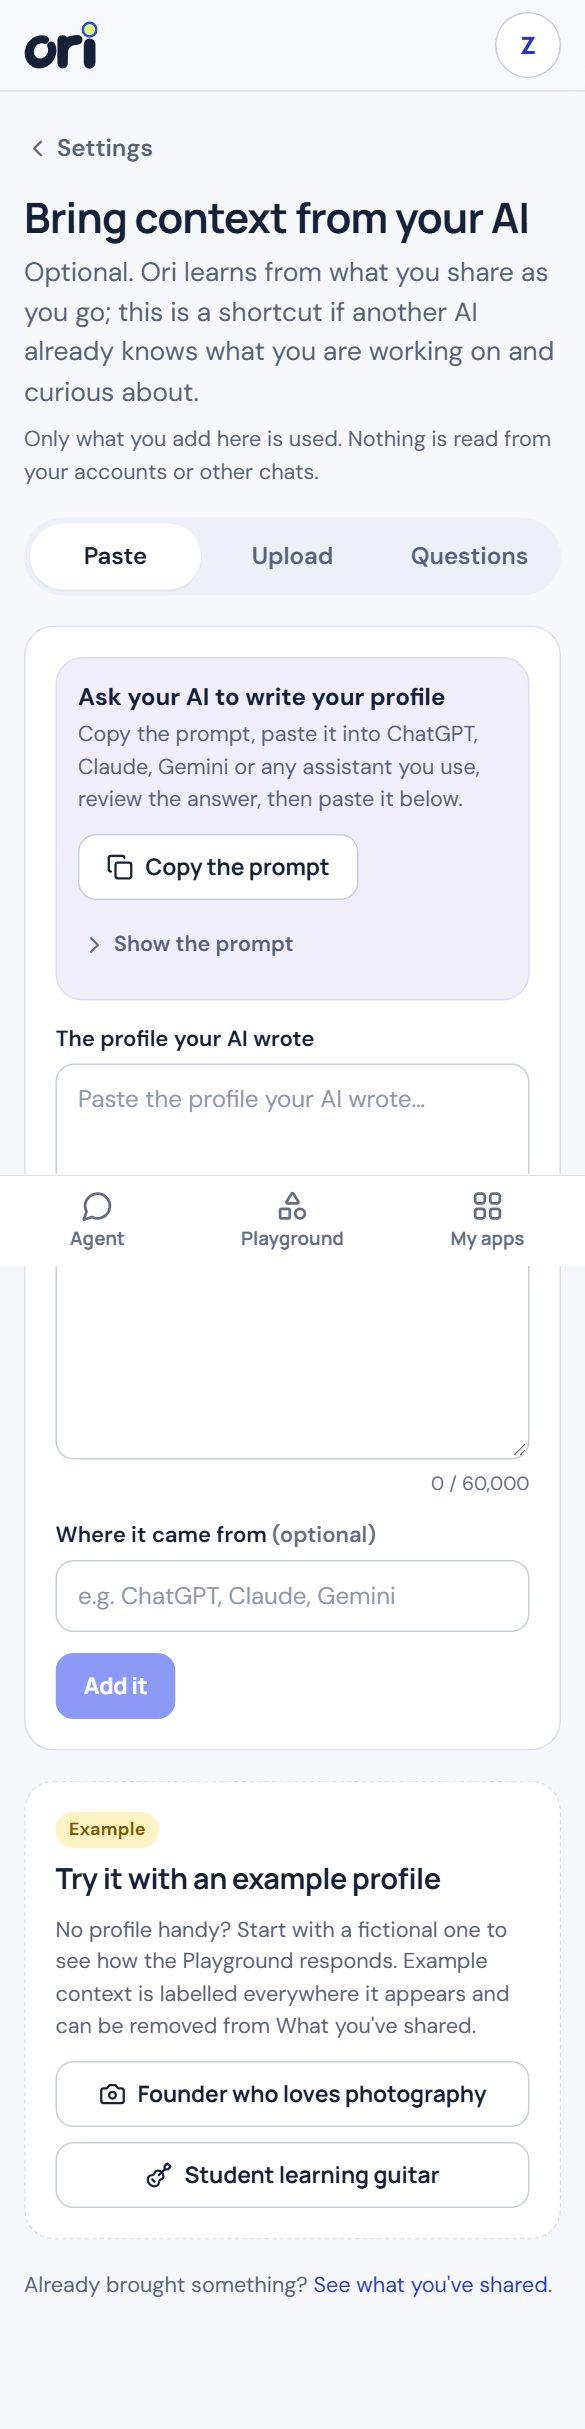 ori
Z
Settings
Bring context from your AI
Optional. Ori learns from what you share as
you go; this is a shortcut if another AI
already knows what you are working on and
curious about.
Only what you add here is used. Nothing is read from
your accounts or other chats.
Paste
Upload
Questions
Ask your AI to write your profile
Copy the prompt, paste it into ChatGPT,
Claude, Gemini or any assistant you use,
review the answer, then paste it below.
Copy the prompt
Show the prompt
The profile your AI wrote
Paste the profile your AI wrote...
Agent
Playground
My apps
0 / 60,000
Where it came from (optional)
e.g. ChatGPT, Claude, Gemini
Add it
Example
Try it with an example profile
No profile handy? Start with a fictional one to
see how the Playground responds. Example
context is labelled everywhere it appears and
can be removed from What you've shared.
Founder who loves photography
Student learning guitar
Already brought something? See what you've shared.